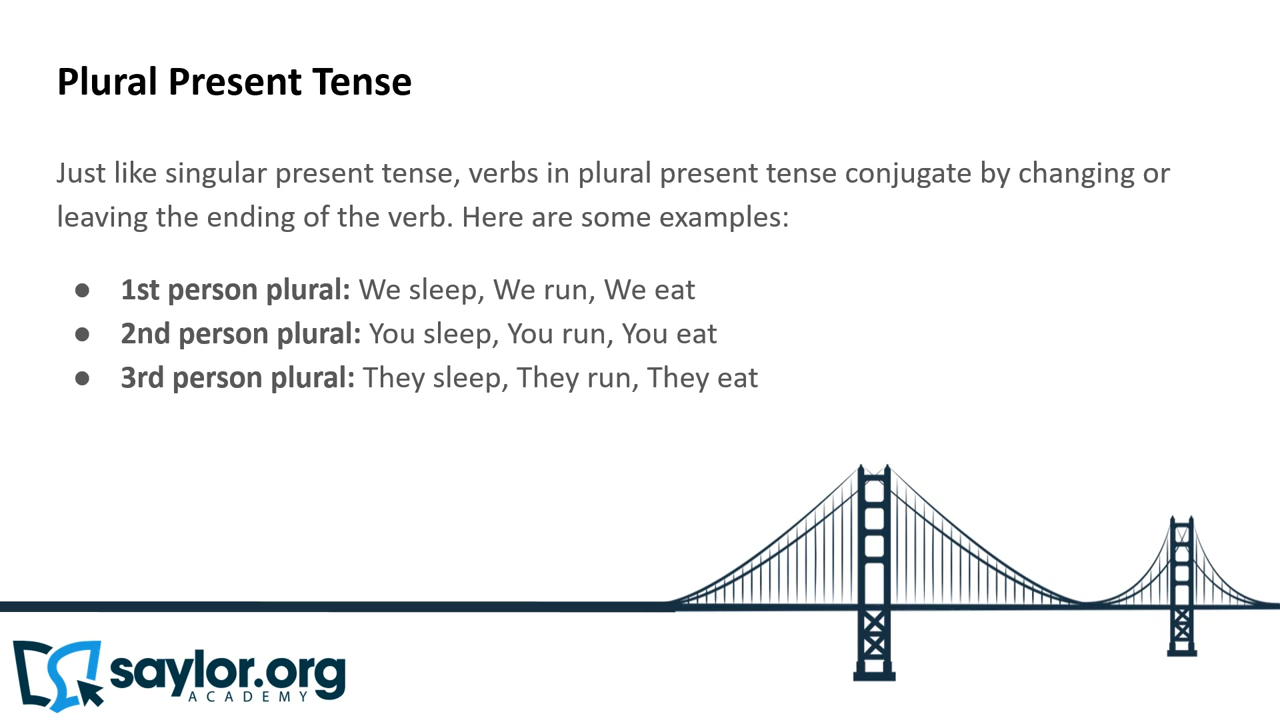 Plural Present Tense
Just like singular present tense, verbs in plural present tense conjugate by changing or
leaving the ending of the verb. Here are some examples:
● 1st person plural: We sleep, We run, We eat
● 2nd person plural: You sleep, You run, You eat
● 3rd person plural: They sleep, They run, They eat
saylor.org
ACADEMY